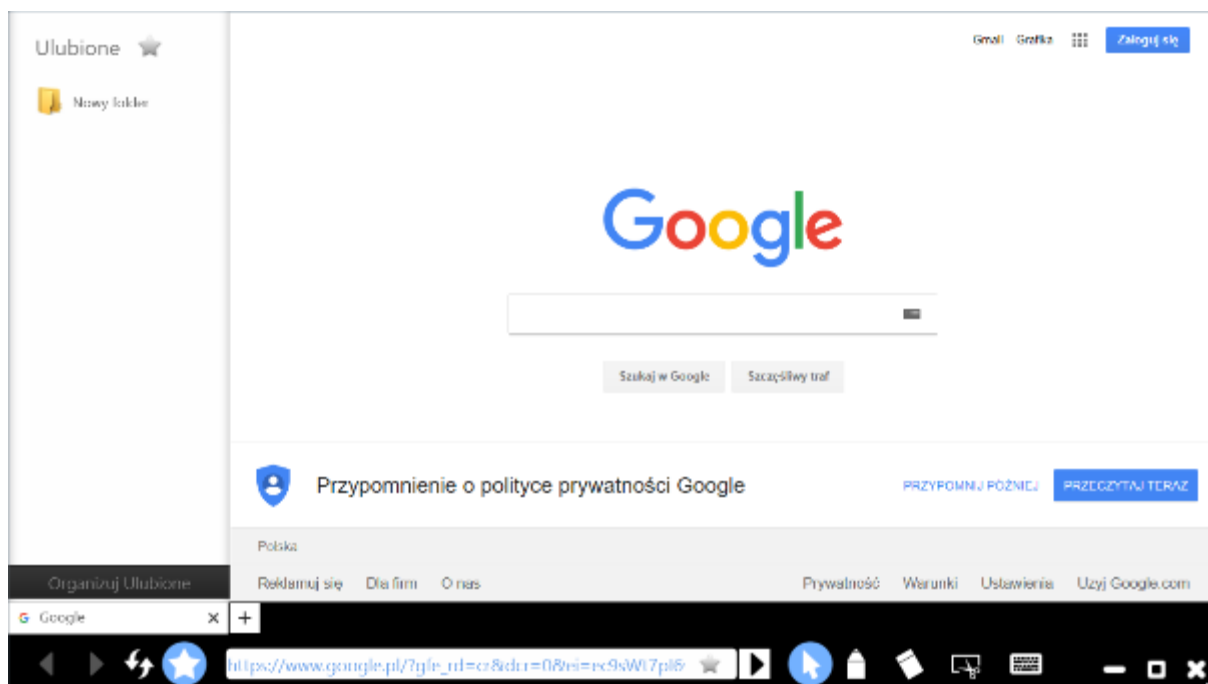 Ulubione
Nowy folder
Gmail Grafika Zaloguj się
Google
Szukaj w Google Szczęśliwy traf
Przypomnienie o polityce prywatności Google PRZYPOMNIJ PÓŹNIEJ PRZECZYTAJ TERAZ
Polska
Organizuj Ulubione
Reklamuj się Dla firm O nas Prywatność Warunki Ustawienia Użyj Google.com
G Google